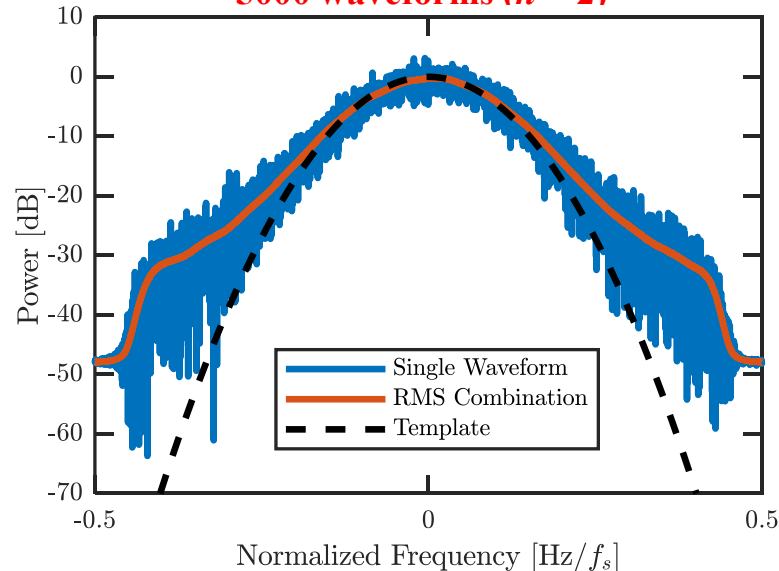 10
0
-10
-20
-30
-40
-50
-60
-70
Power [dB]
Single Waveform
RMS Combination
Template
-0.5
0
0.5
Normalized Frequency [Hz/fₛ]